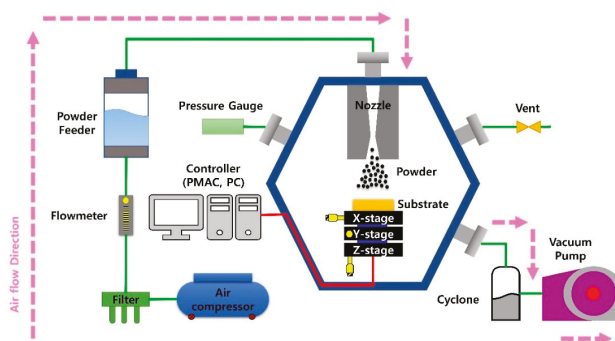 Nozzle
Pressure Gauge
Vent
Powder
Feeder
Powder
Controller
(PMAC, PC)
Substrate
X-stage
Y-stage
Z-stage
Flowmeter
Air flow Direction
Vacuum
Pump
Filter
Air
compressor
Cyclone